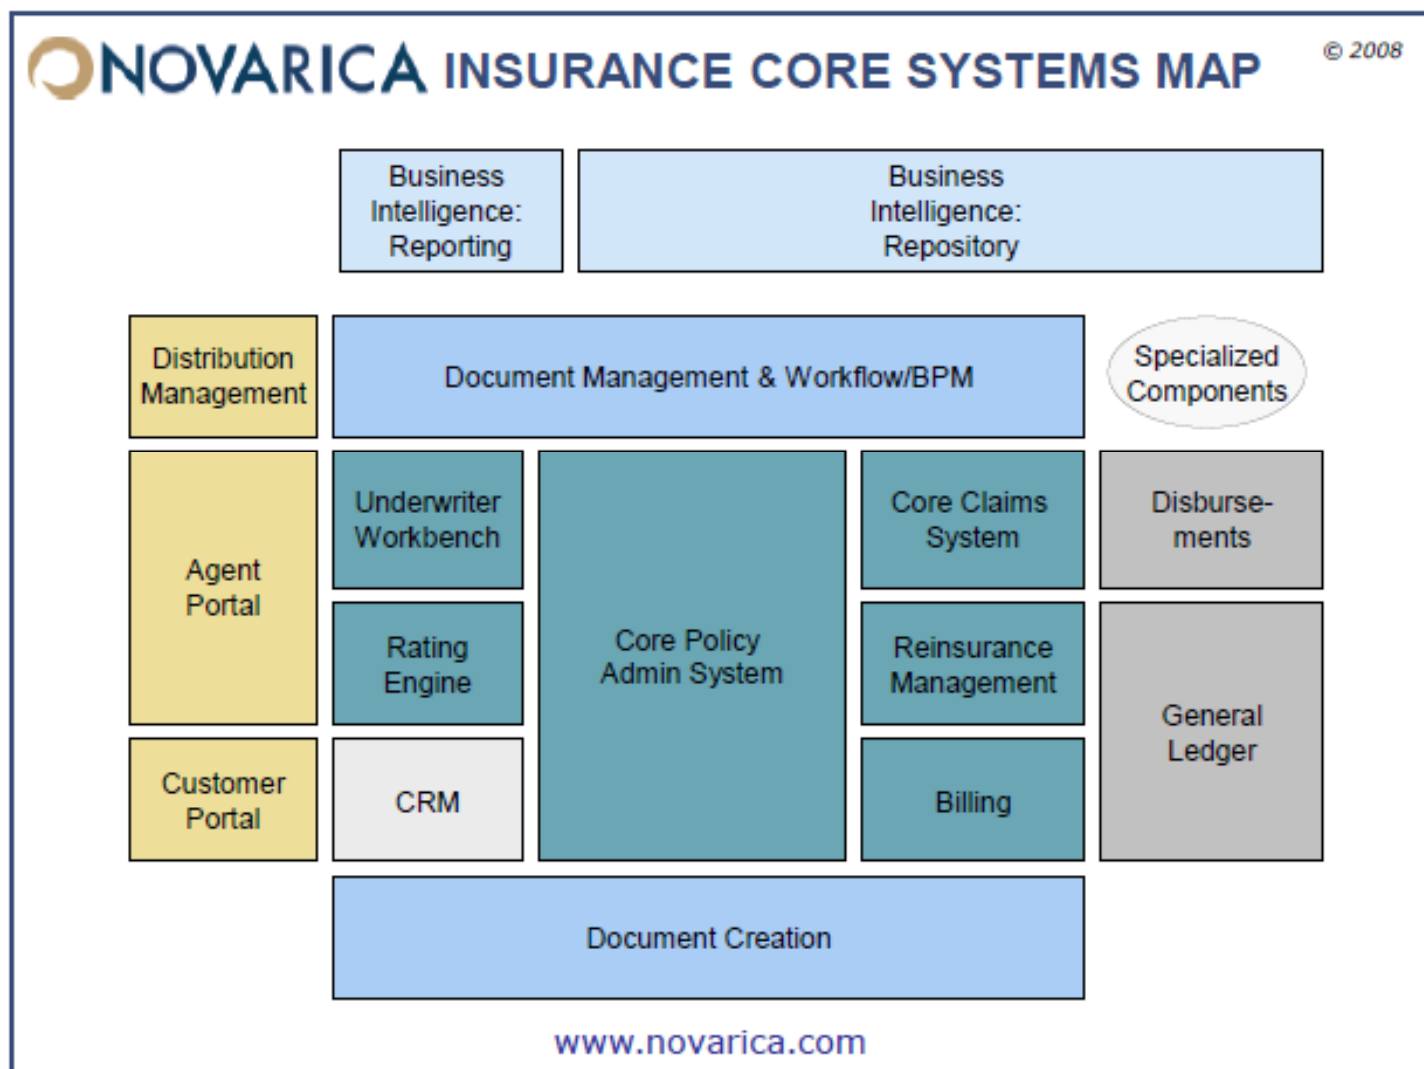 NOVARICA INSURANCE CORE SYSTEMS MAP
© 2008
Business
Intelligence:
Reporting
Business
Intelligence:
Repository
Distribution
Management
Document Management & Workflow/BPM
Specialized
Components
Agent
Portal
Underwriter
Workbench
Core Policy
Admin System
Core Claims
System
Disburse-
ments
Rating
Engine
Reinsurance
Management
General
Ledger
Customer
Portal
CRM
Billing
Document Creation
www.novarica.com